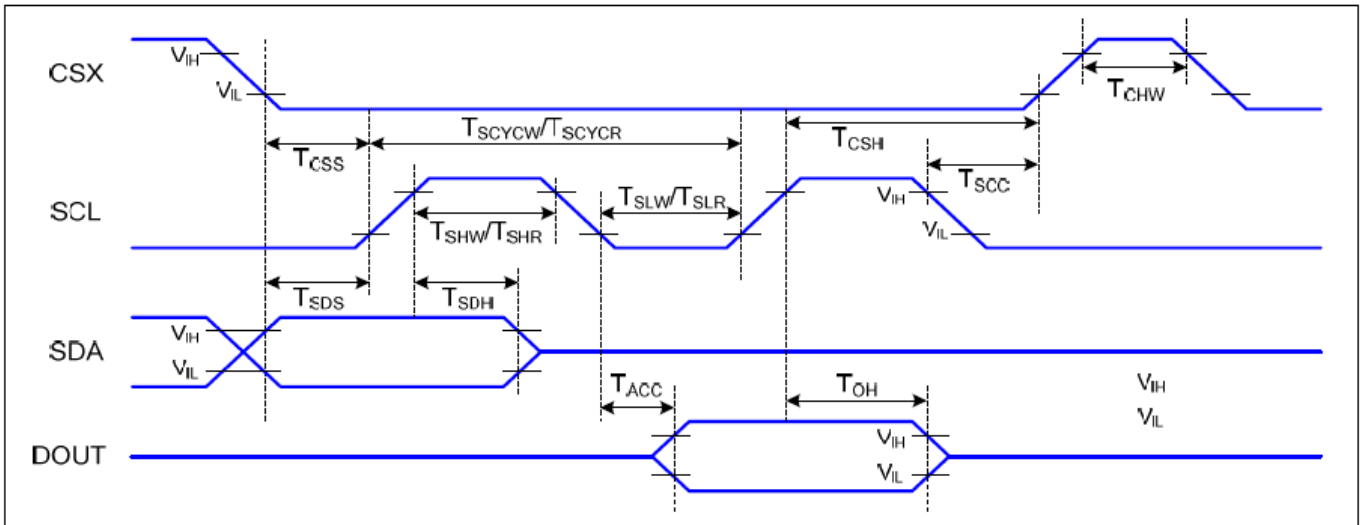 CSX
VIH
VIL
TCHW
TSCYCW/TSCYCR
TCSH
TCSS
TSCC
SCL
TSLW/TSLR
VIH
TSHW/TSHR
VIL
TSDS
TSDH
SDA
VIH
VIL
TACC
TOH
VIH
VIL
DOUT
VIH
VIL